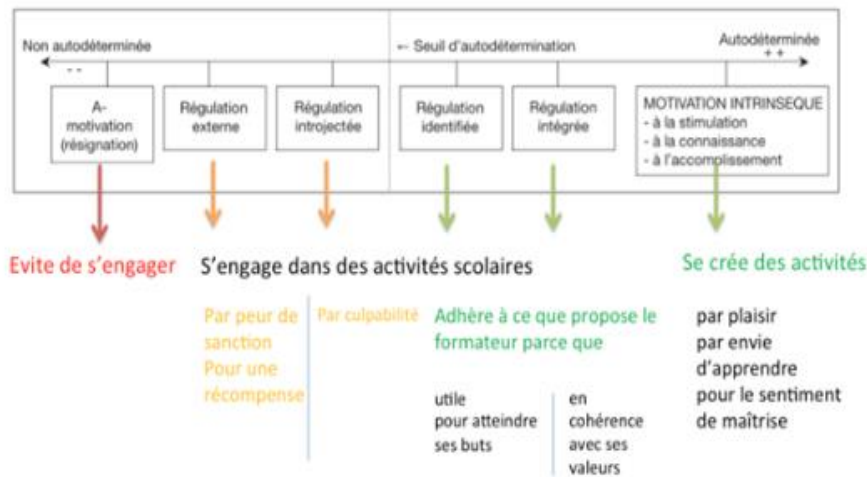 Non autodéterminée
- -
← Seuil d'autodétermination
Autodéterminée
+ +
A-
motivation
(résignation)
Régulation
externe
Régulation
introjectée
Régulation
identifiée
Régulation
intégrée
MOTIVATION INTRINSEQUE
- à la stimulation
- à la connaissance
- à l'accomplissement
Evite de s'engager
S'engage dans des activités scolaires
Se crée des activités
Par peur de
sanction
Pour une
récompense
Par culpabilité
Adhère à ce que propose le
formateur parce que
utile
pour atteindre
ses buts
en
cohérence
avec ses
valeurs
par plaisir
par envie
d'apprendre
pour le sentiment
de maîtrise